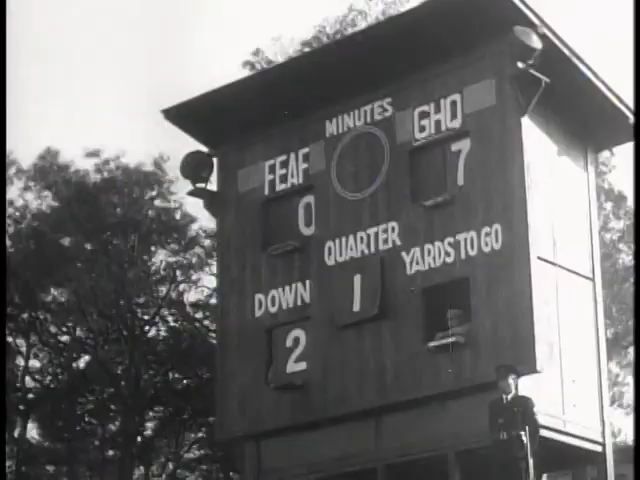 MINUTES
FEAF GHQ
0 7
QUARTER
YARDS TO GO
DOWN
1
2